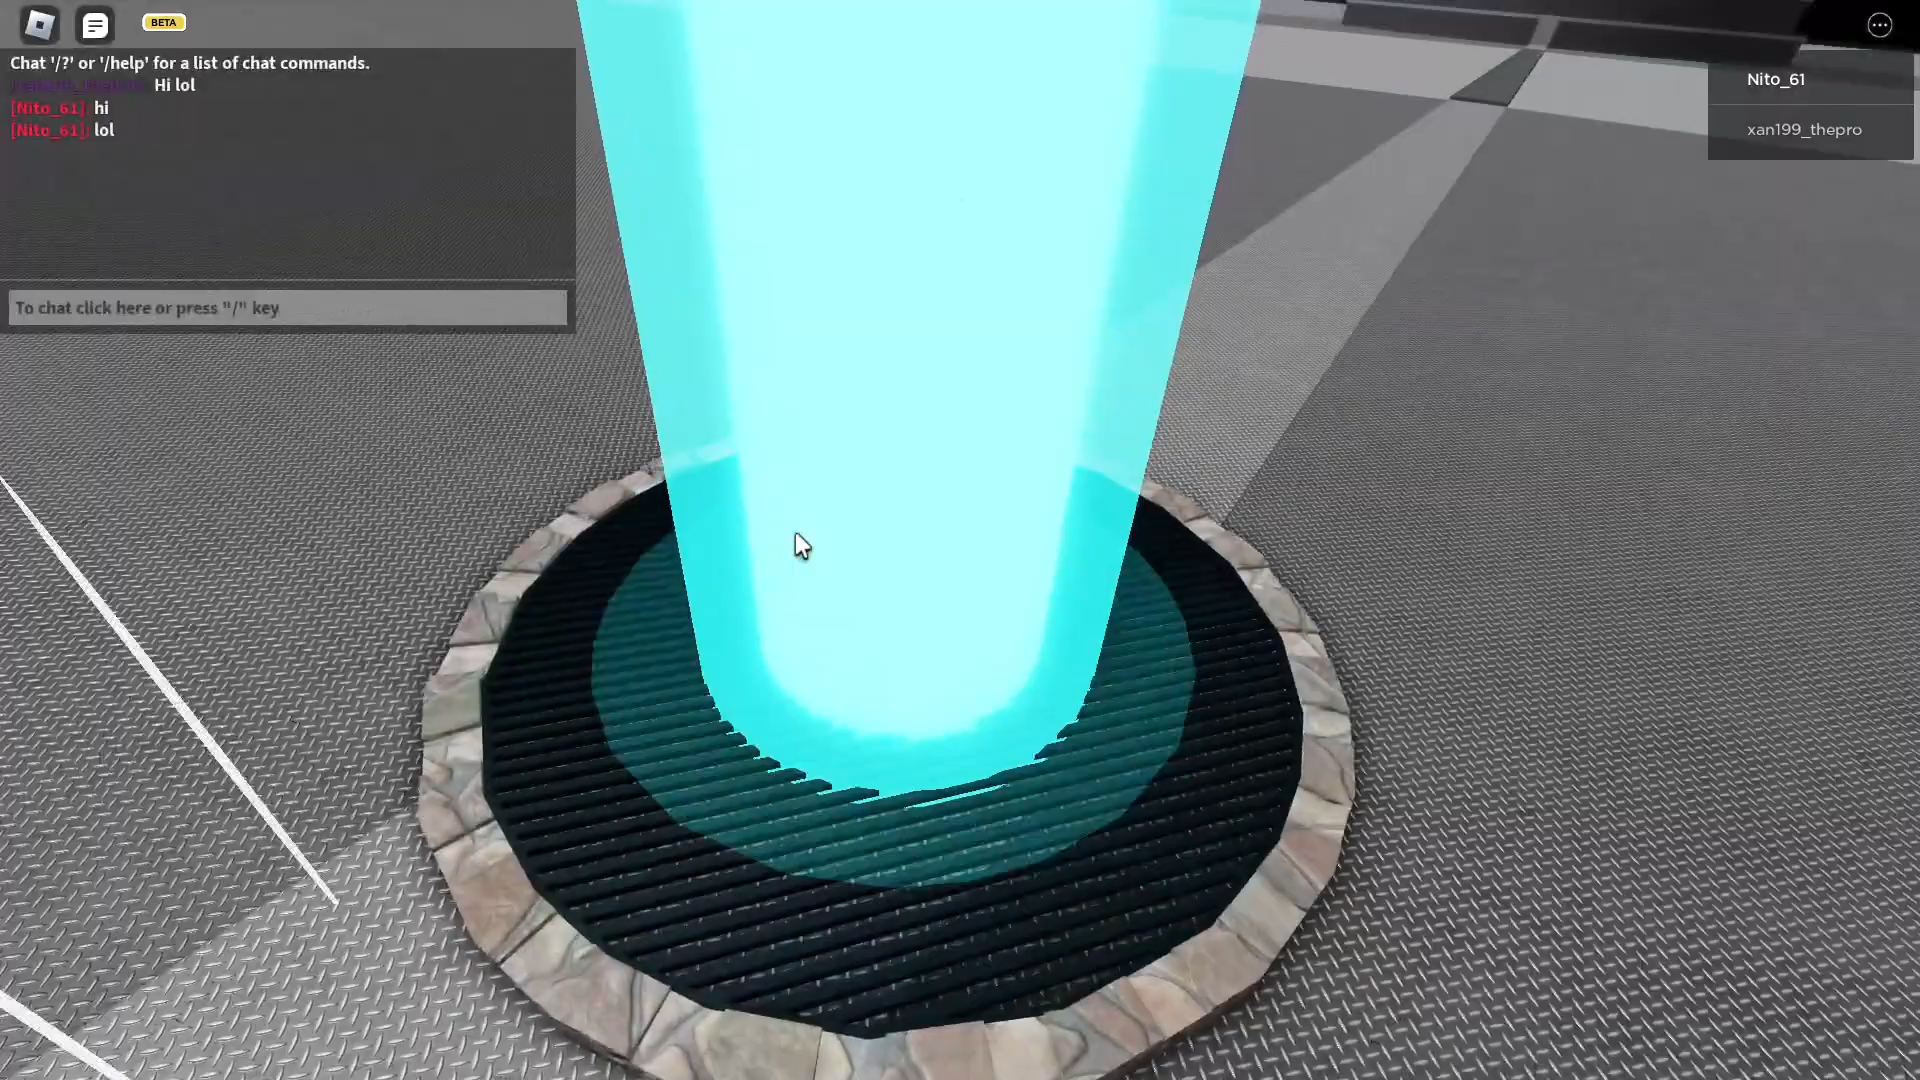 BETA
Chat '/?' or '/help' for a list of chat commands.
Hi lol
[Nito_61]: hi
[Nito_61]: lol
To chat click here or press "/" key
Nito_61
xan199_thepro